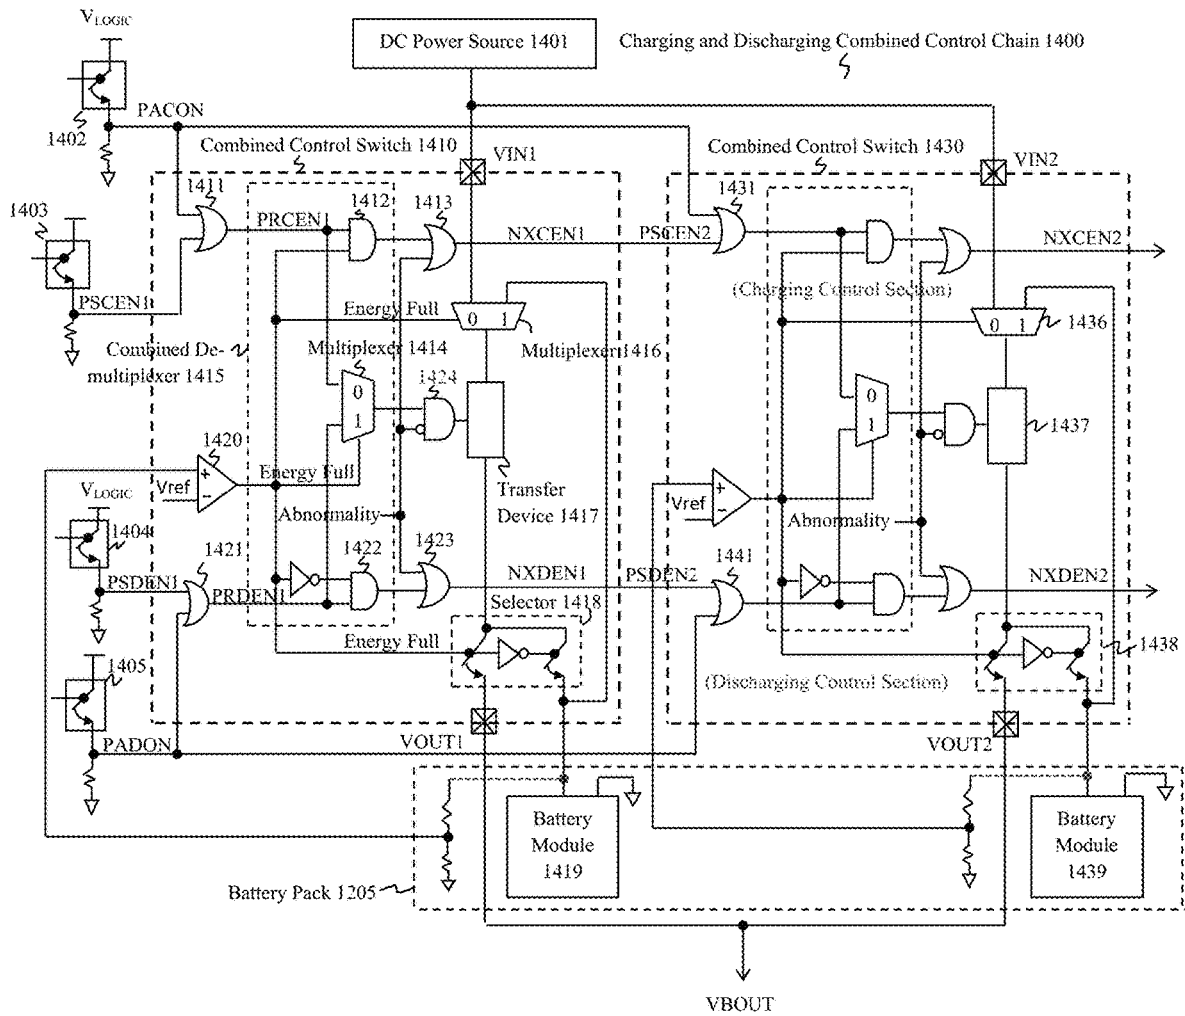 V_LOGIC
DC Power Source 1401
Charging and Discharging Combined Control Chain 1400
1402
PACON
Combined Control Switch 1410
VIN1
Combined Control Switch 1430
VIN2
1411
1412
1413
1431
1403
PRCEN1
NXCEN1
PSCEN2
NXCEN2
PSCEN1
(Charging Control Section)
Energy Full
0 1
0 1
1436
Combined De-
multiplexer 1415
Multiplexer 1414
Multiplexer 1416
1424
0
1
0
1
1437
1420
+
-
Vref
Energy Full
Transfer
Device 1417
+
-
Vref
V_LOGIC
Abnormality
Abnormality
1404
1421
1422
1423
1441
PSDEN1
PRDEN1
NXDEN1
PSDEN2
NXDEN2
Selector 1418
Energy Full
1438
1405
(Discharging Control Section)
PADON
VOUT1
VOUT2
Battery
Module
1419
Battery
Module
1439
Battery Pack 1205
VBOUT